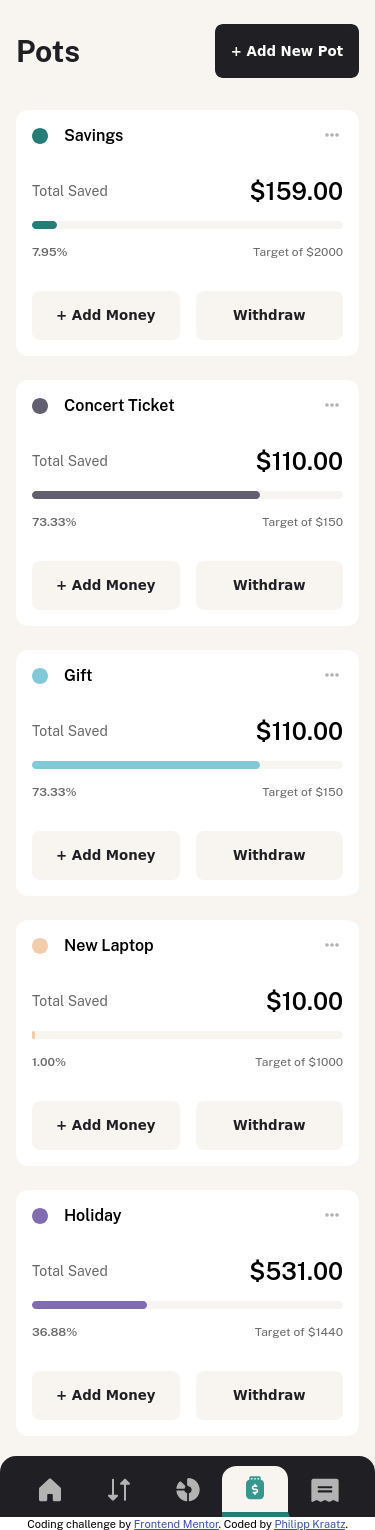 Pots
+ Add New Pot
Savings
Total Saved $159.00
7.95% Target of $2000
+ Add Money Withdraw
Concert Ticket
Total Saved $110.00
73.33% Target of $150
+ Add Money Withdraw
Gift
Total Saved $110.00
73.33% Target of $150
+ Add Money Withdraw
New Laptop
Total Saved $10.00
1.00% Target of $1000
+ Add Money Withdraw
Holiday
Total Saved $531.00
36.88% Target of $1440
+ Add Money Withdraw
$
Coding challenge by Frontend Mentor. Coded by Philipp Kraatz.